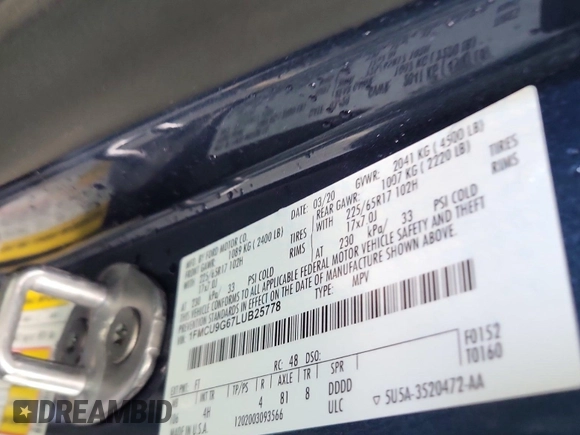 MFD. BY FORD MOTOR CO.
DATE: 03/20
GVWR: 2041 KG ( 4500 LB)
FRONT GAWR: 1089 KG ( 2400 LB)
REAR GAWR: 1007 KG ( 2220 LB)
225/65R17 102H TIRES
WITH 225/65R17 102H TIRES
17x7.0J RIMS
17x7.0J RIMS
AT 230 kPa/ 33 PSI COLD
AT 230 kPa/ 33 PSI COLD
THIS VEHICLE CONFORMS TO ALL APPLICABLE FEDERAL MOTOR VEHICLE SAFETY AND THEFT
PREVENTION STANDARDS IN EFFECT ON THE DATE OF MANUFACTURE SHOWN ABOVE.
VIN: 1FMCU9G67LUB25778
TYPE: MPV
F0152
T0160
RC: 48 DSO:
FT
INT TR TP/PS R AXLE TR SPR
4H 4 81 8 DDDD
MADE IN U.S.A. 1202003093566 ULC
5U5A-3520472-AA
DREAMBID